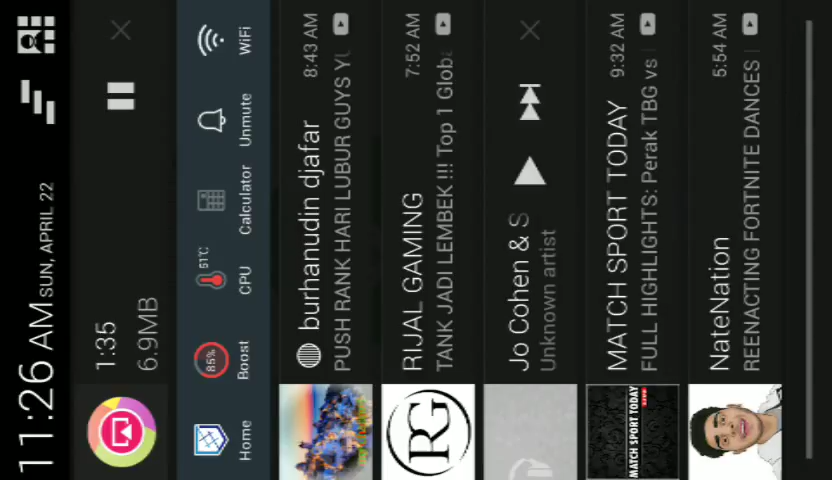 11:26 AM SUN, APRIL 22
1:35
6.9MB
Home
85%
Boost
51°C
CPU
Calculator
Unmute
WiFi
burhanudin djafar 8:43 AM
PUSH RANK HARI LUBUR GUYS
RG
RIJAL GAMING 7:52 AM
TANK JADI LEMBEK !!! Top 1 Globa
Jo Cohen & S
Unknown artist
MATCH SPORT TODAY
MATCH SPORT TODAY 9:32 AM
FULL HIGHLIGHTS: Perak TBG vs
NateNation 5:54 AM
REENACTING FORTNITE DANCES